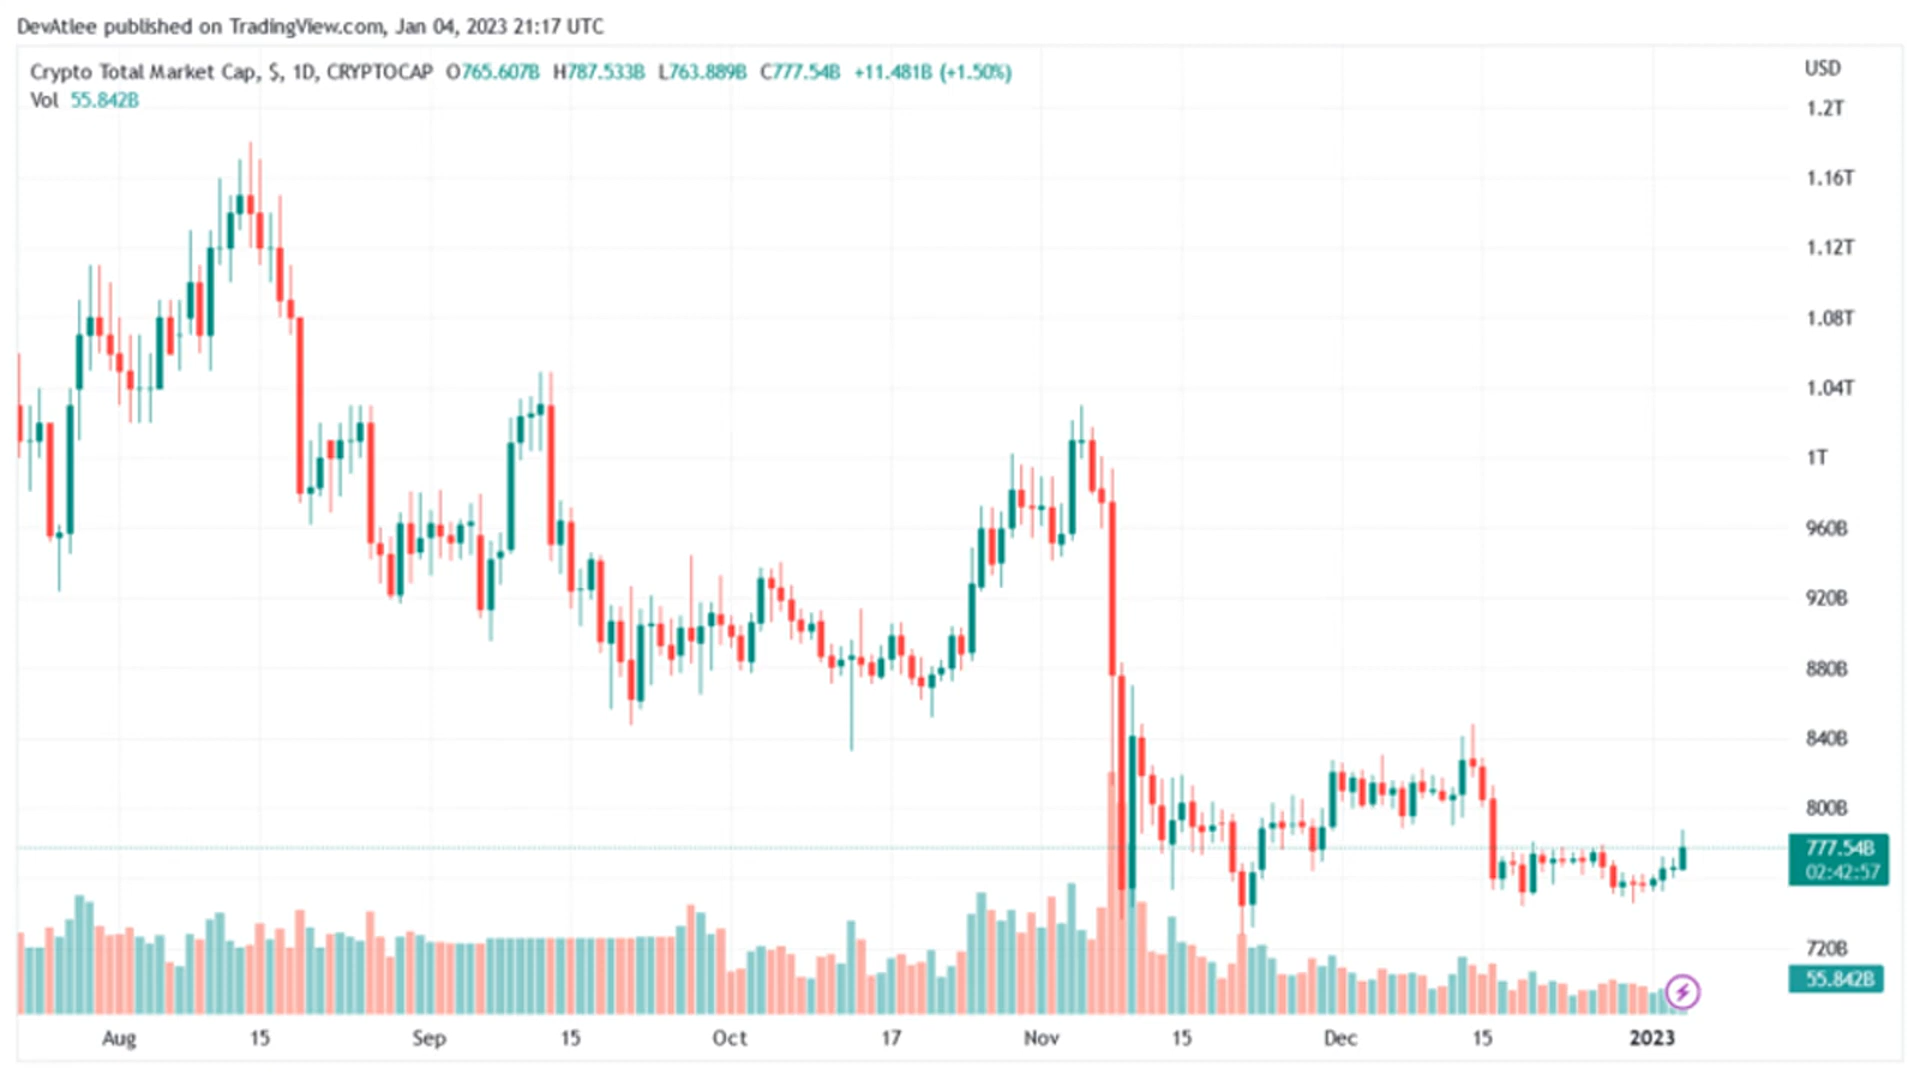 DevAtlee published on TradingView.com, Jan 04, 2023 21:17 UTC
Crypto Total Market Cap, $, 1D, CRYPTOCAP O765.607B H787.533B L763.889B C777.54B +11.481B (+1.50%)
Vol 55.842B
USD
1.2T
1.16T
1.12T
1.08T
1.04T
1T
960B
920B
880B
840B
800B
777.54B
02:42:57
720B
55.842B
Aug 15 Sep 15 Oct 17 Nov 15 Dec 15 2023